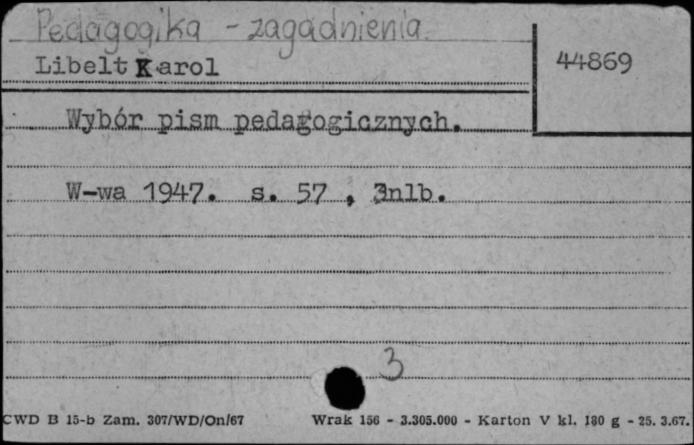 Pedagogika - zagadnienia.
Libelt Karol
44869
Wybór pism pedagogicznych.
W-wa 1947. s. 57 , 3nlb.
3
CWD B 15-b Zam. 307/WD/On/67 Wrak 156 - 3.305.000 - Karton V kl. 180 g - 25. 3.67.